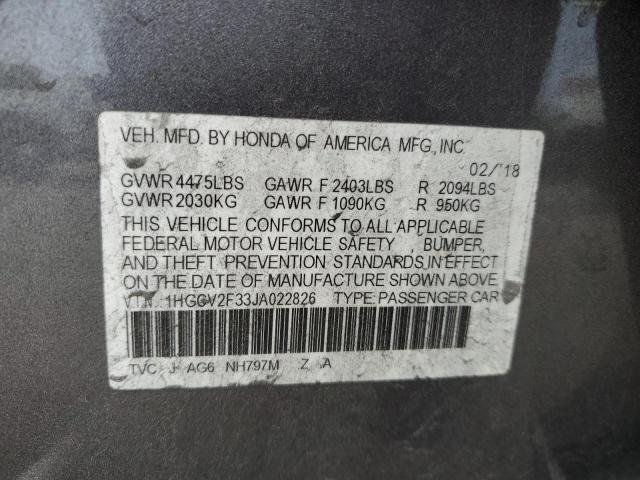 VEH. MFD. BY HONDA OF AMERICA MFG., INC.
02/'18
GVWR 4475LBS GAWR F 2403LBS R 2094LBS
GVWR 2030KG GAWR F 1090KG R 950KG
THIS VEHICLE CONFORMS TO ALL APPLICABLE
FEDERAL MOTOR VEHICLE SAFETY , BUMPER,
AND THEFT PREVENTION STANDARDS IN EFFECT
ON THE DATE OF MANUFACTURE SHOWN ABOVE.
TYPE: PASSENGER CAR
TVC J AG6 NH797M Z A